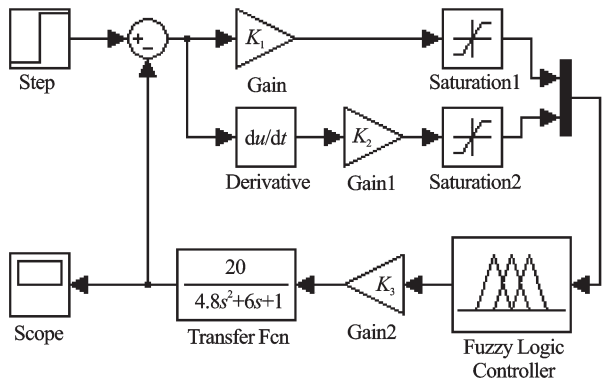 +
−
K₁
Step
Gain
Saturation1
du/dt
K₂
Derivative
Gain1
Saturation2
20
4.8s²+6s+1
K₃
Scope
Transfer Fcn
Gain2
Fuzzy Logic
Controller